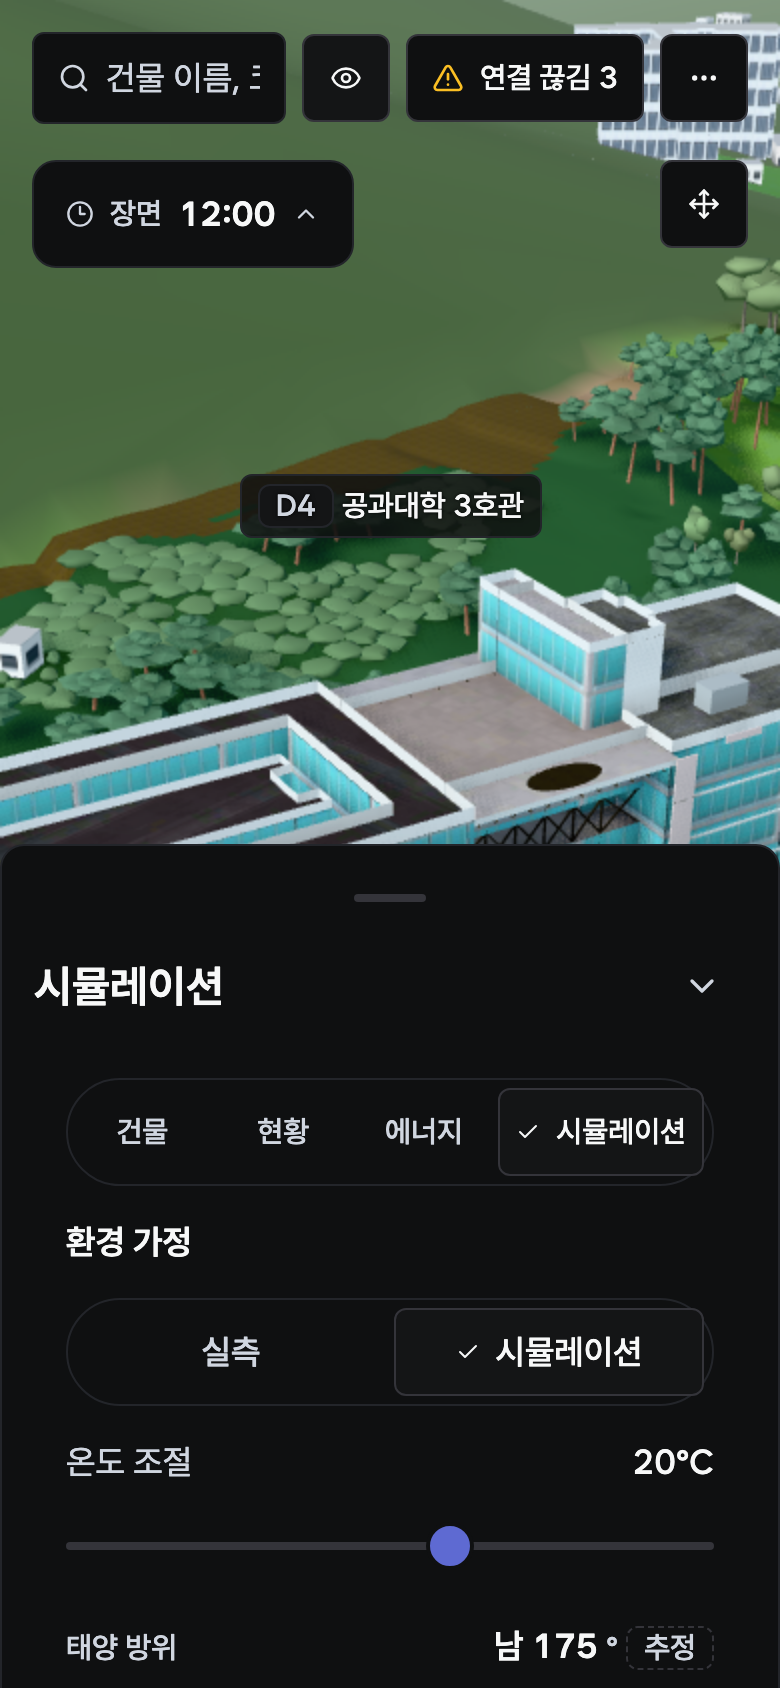 건물 이름,
연결 끊김 3
장면 12:00
D4 공과대학 3호관
시뮬레이션
건물 현황 에너지 시뮬레이션
환경 가정
실측 시뮬레이션
온도 조절 20°C
태양 방위 남 175 ° 추정